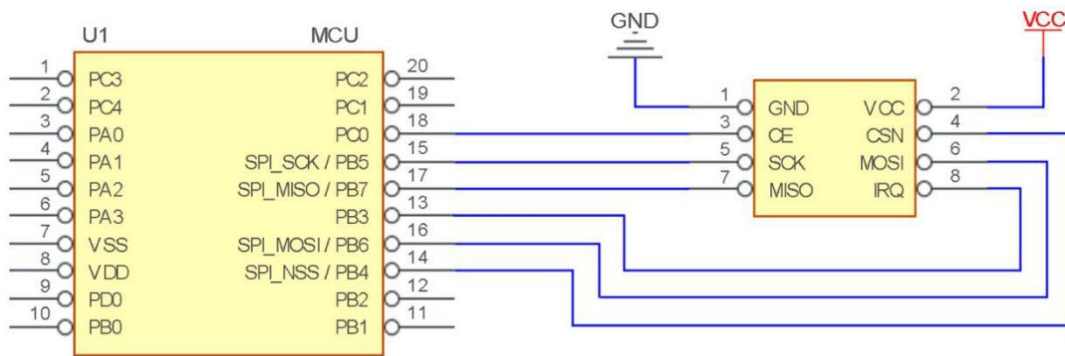 U1 MCU
GND
VCC
1 PC3 PC2 20
2 PC4 PC1 19
3 PA0 PC0 18
4 PA1 SPI_SCK / PB5 15
5 PA2 SPI_MISO / PB7 17
6 PA3 PB3 13
7 VSS SPI_MOSI / PB6 16
8 VDD SPI_NSS / PB4 14
9 PD0 PB2 12
10 PB0 PB1 11
1 GND VCC 2
3 CE CSN 4
5 SCK MOSI 6
7 MISO IRQ 8